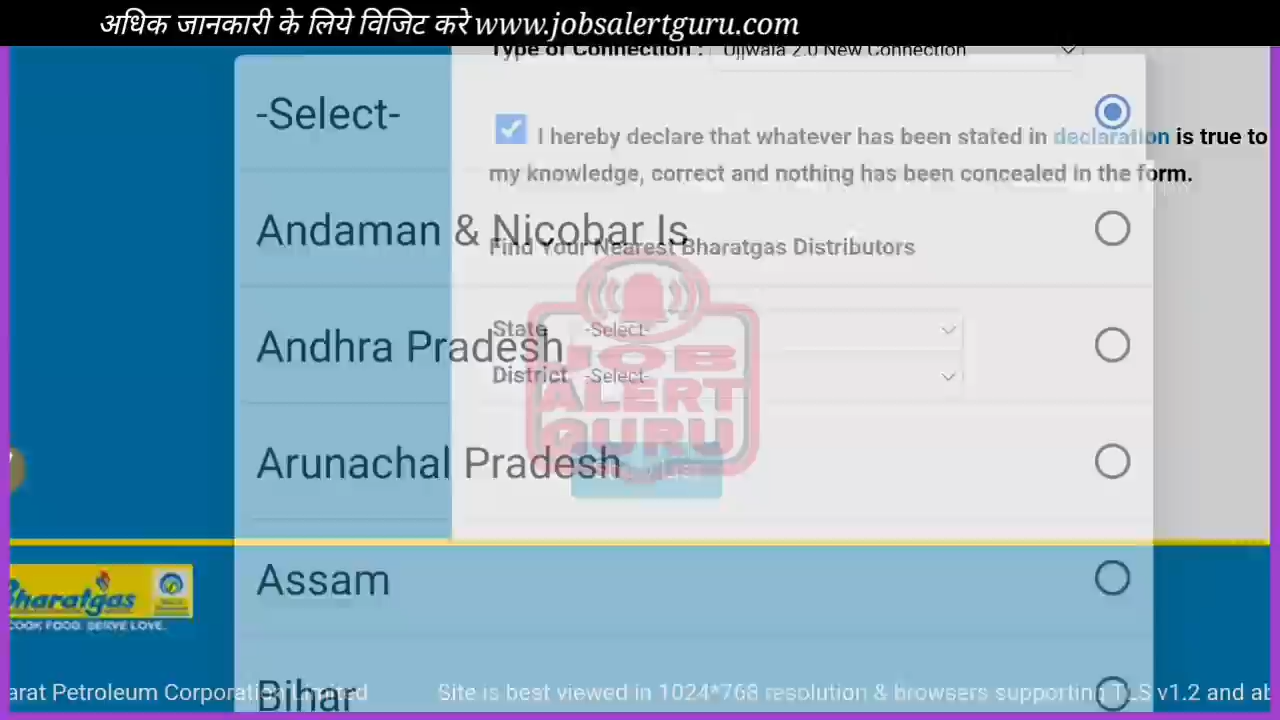 अधिक जानकारी के लिये विजिट करे www.jobsalertguru.com
Type of Connection : Ujjwala 2.0 New Connection
-Select-
I hereby declare that whatever has been stated in declaration is true to
my knowledge, correct and nothing has been concealed in the form.
Andaman & Nicobar Is
Find Your Nearest Bharatgas Distributors
State -Select-
Andhra Pradesh
District -Select-
JOB
ALERT
GURU
Arunachal Pradesh
Assam
Bharatgas
COOK FOOD. SERVE LOVE.
Bihar
arat Petroleum Corporation Limited
Site is best viewed in 1024*768 resolution & browsers supporting TLS v1.2 and ab